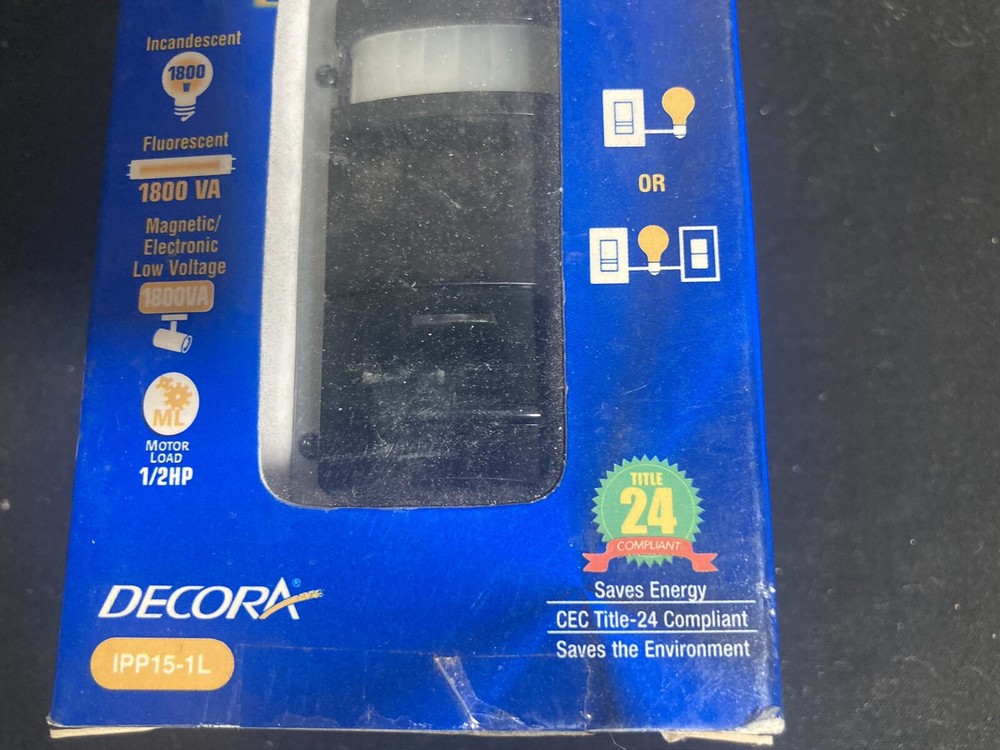 Incandescent
1800
W
Fluorescent
1800 VA
Magnetic/
Electronic
Low Voltage
1800VA
ML
MOTOR
LOAD
1/2HP
OR
TITLE
24
COMPLIANT
Saves Energy
CEC Title-24 Compliant
Saves the Environment
DECORA®
IPP15-1L